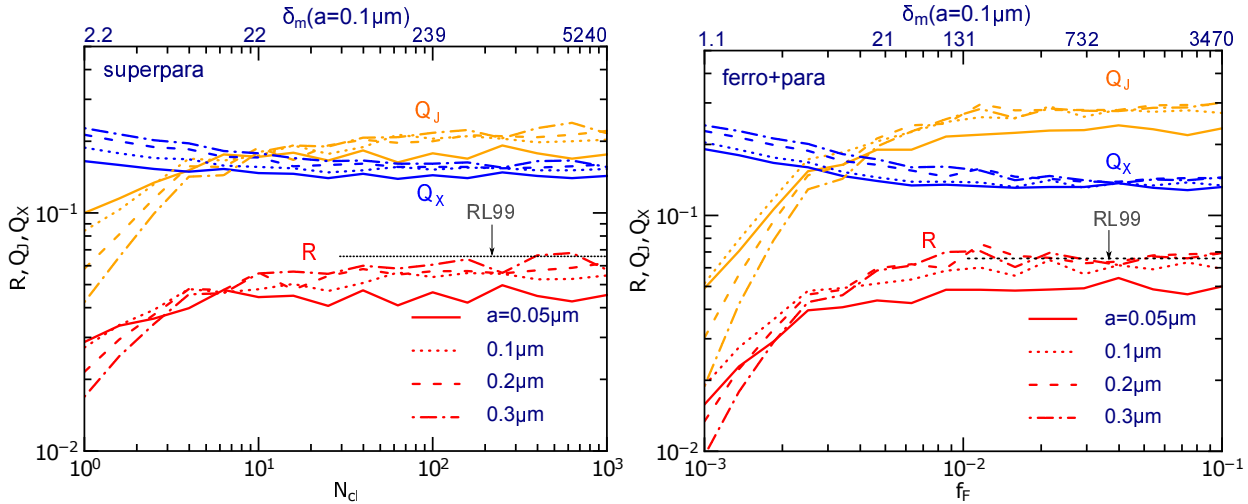 δm(a=0.1μm)
2.2 22 239 5240
superpara
QJ
QX
RL99
R
a=0.05μm
0.1μm
0.2μm
0.3μm
R, QJ, QX
10⁻¹
10⁻²
10⁰ 10¹ 10² 10³
Ncl
δm(a=0.1μm)
1.1 21 131 732 3470
ferro+para
QJ
QX
RL99
R
a=0.05μm
0.1μm
0.2μm
0.3μm
R, QJ, QX
10⁻¹
10⁻²
10⁻³ 10⁻² 10⁻¹
fF